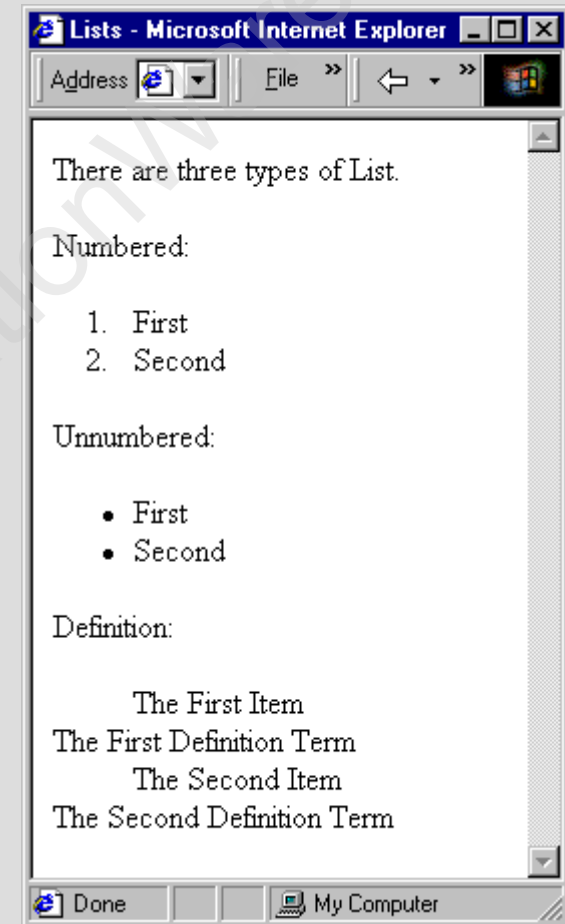 Lists - Microsoft Internet Explorer
Address File » »
There are three types of List.
Numbered:
1. First
2. Second
Unnumbered:
• First
• Second
Definition:
The First Item
The First Definition Term
The Second Item
The Second Definition Term
Done My Computer